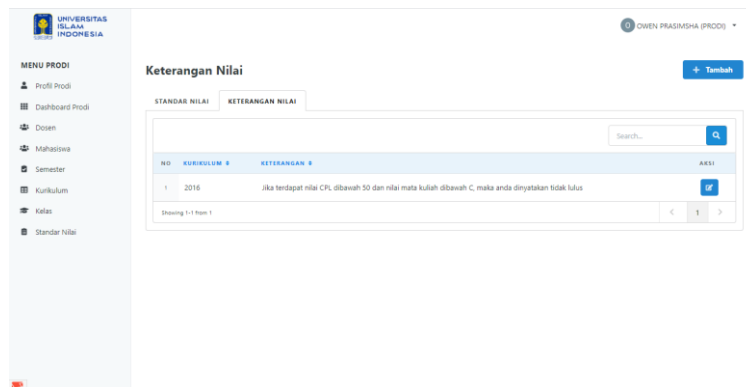 UNIVERSITAS
ISLAM
INDONESIA
O OWEN PRASIMSHA (PRODI)
MENU PRODI
Profil Prodi
Dashboard Prodi
Dosen
Mahasiswa
Semester
Kurikulum
Kelas
Standar Nilai
Keterangan Nilai
+ Tambah
STANDAR NILAI KETERANGAN NILAI
Search...
NO KURIKULUM KETERANGAN AKSI
1 2016 Jika terdapat nilai CPL dibawah 50 dan nilai mata kuliah dibawah C, maka anda dinyatakan tidak lulus
Showing 1-1 from 1
< 1 >